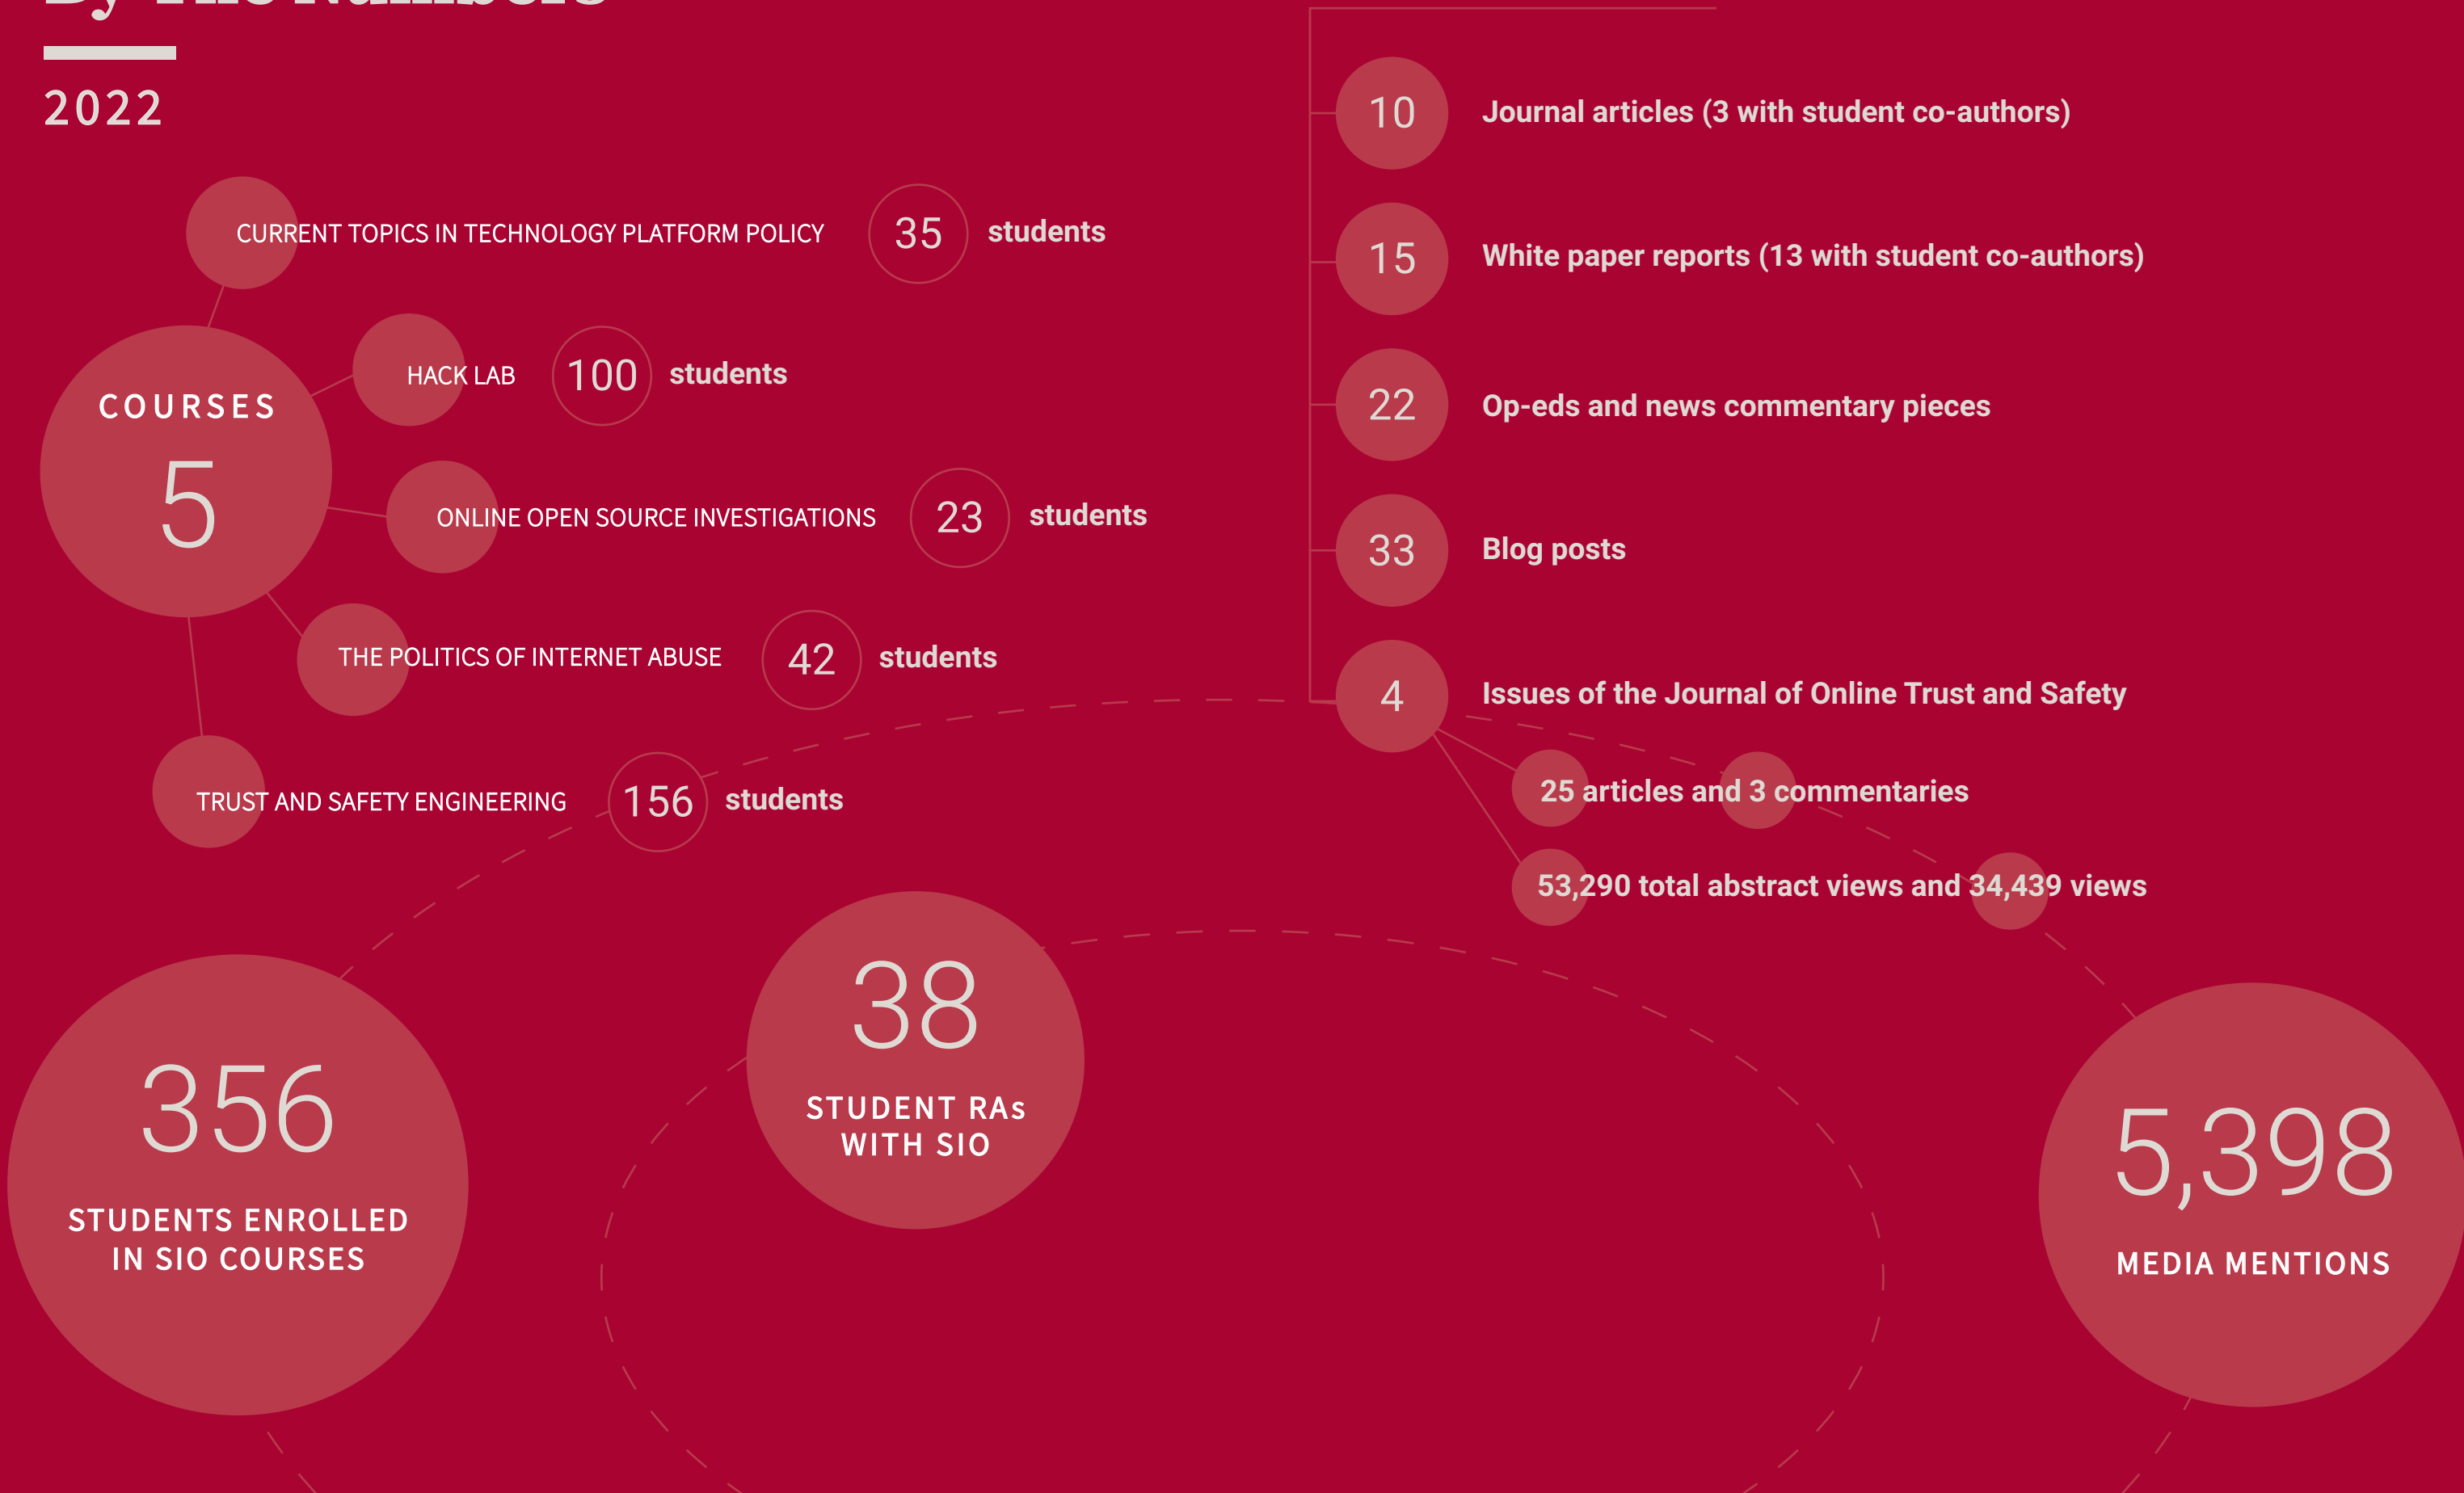 By The Numbers
2022
CURRENT TOPICS IN TECHNOLOGY PLATFORM POLICY 35 students
HACK LAB 100 students
COURSES
5
ONLINE OPEN SOURCE INVESTIGATIONS 23 students
THE POLITICS OF INTERNET ABUSE 42 students
TRUST AND SAFETY ENGINEERING 156 students
10 Journal articles (3 with student co-authors)
15 White paper reports (13 with student co-authors)
22 Op-eds and news commentary pieces
33 Blog posts
4 Issues of the Journal of Online Trust and Safety
25 articles and 3 commentaries
53,290 total abstract views and 34,439 views
356
STUDENTS ENROLLED
IN SIO COURSES
38
STUDENT RAs
WITH SIO
5,398
MEDIA MENTIONS